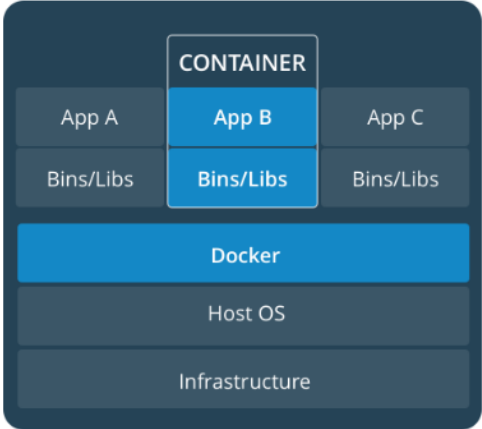 CONTAINER
App A App B App C
Bins/Libs Bins/Libs Bins/Libs
Docker
Host OS
Infrastructure